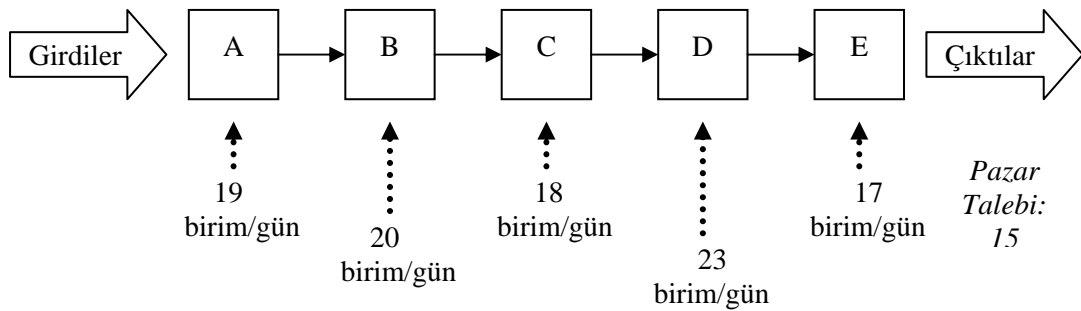 Girdiler
A
B
C
D
E
Çıktılar
19
birim/gün
20
birim/gün
18
birim/gün
23
birim/gün
17
birim/gün
Pazar
Talebi:
15